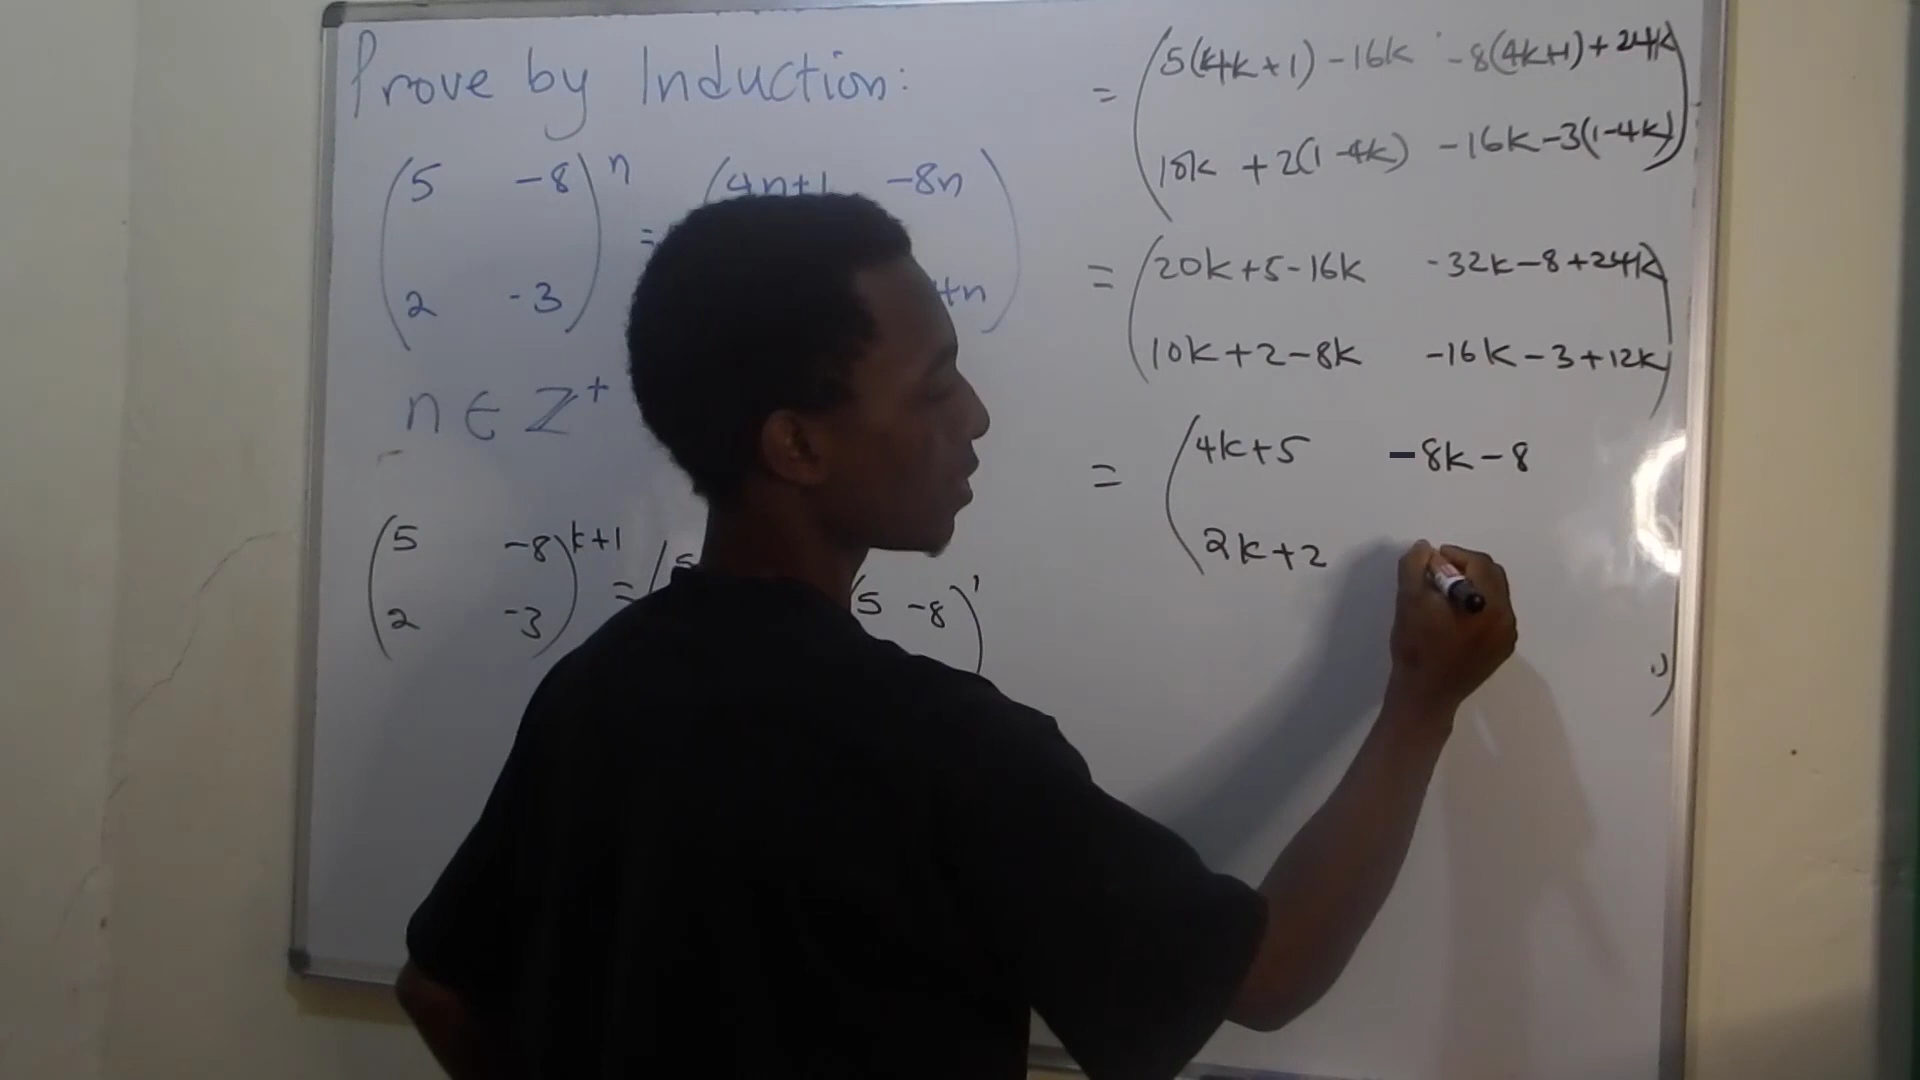 Prove by Induction:
(5 -8)^n = (4n+1 -8n)
(2 -3) +n)
n ∈ Z⁺
(5 -8)^k+1 = ( (5 -8)^1
(2 -3)
= (5(4k+1)-16k -8(4k+1)+24k)
(10k +2(1-4k) -16k-3(1-4k))
= (20k+5-16k -32k-8+24k)
(10k+2-8k -16k-3+12k)
= (4k+5 -8k-8
(2k+2